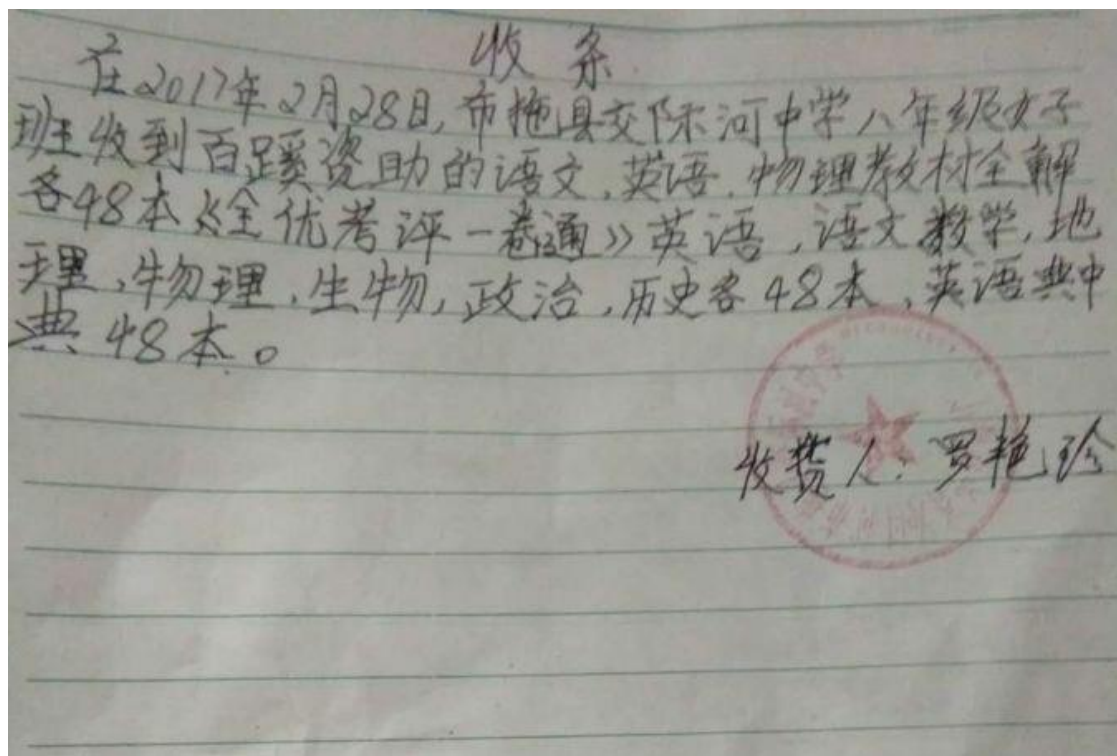 收条
在2017年2月28日,布拖县交际河中学八年级女子
班收到百蹊资助的语文,英语,物理教材全解
各48本《全优考评一卷通》英语,语文数学,地
理,物理,生物,政治,历史各48本,英语典中
典48本。
收货人:罗艳珍